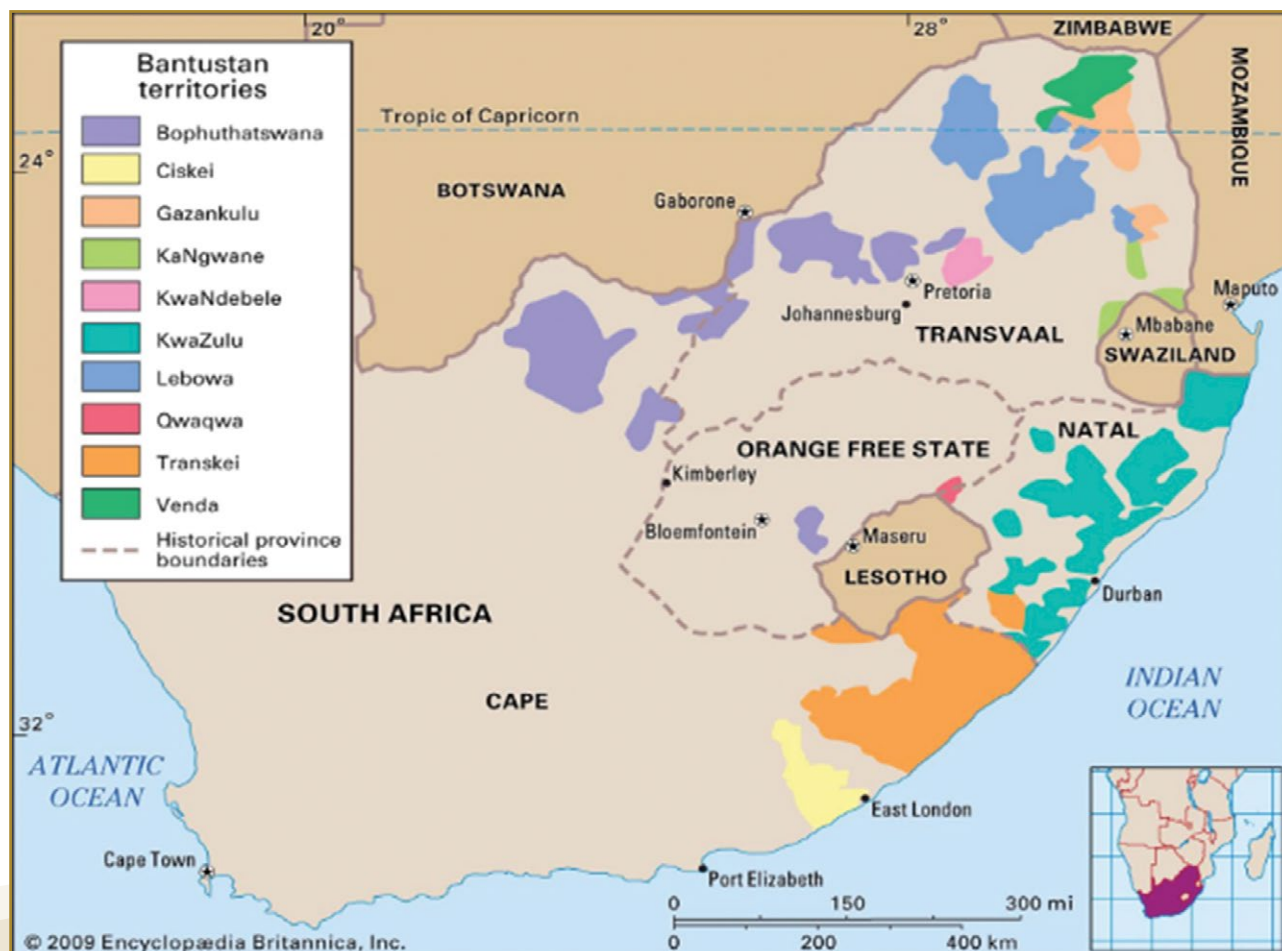 20°
28°
ZIMBABWE
MOZAMBIQUE
Bantustan
territories
Bophuthatswana
Ciskei
Gazankulu
KaNgwane
KwaNdebele
KwaZulu
Lebowa
Qwaqwa
Transkei
Venda
Historical province
boundaries
Tropic of Capricorn
24°
BOTSWANA
Gaborone
Pretoria
Johannesburg
TRANSVAAL
Maputo
Mbabane
SWAZILAND
NATAL
ORANGE FREE STATE
Kimberley
Bloemfontein
Maseru
LESOTHO
Durban
SOUTH AFRICA
CAPE
INDIAN
OCEAN
32°
ATLANTIC
OCEAN
East London
Cape Town
Port Elizabeth
0 150 300 mi
0 200 400 km
© 2009 Encyclopædia Britannica, Inc.